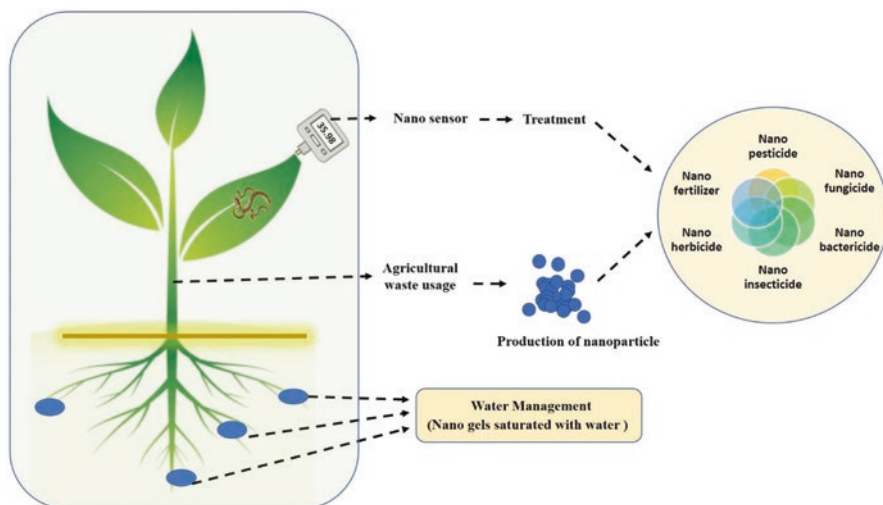 35.98
Nano sensor
Treatment
Nano
pesticide
Nano
fertilizer
Nano
fungicide
Nano
herbicide
Nano
bactericide
Nano
insecticide
Agricultural
waste usage
Production of nanoparticle
Water Management
(Nano gels saturated with water )